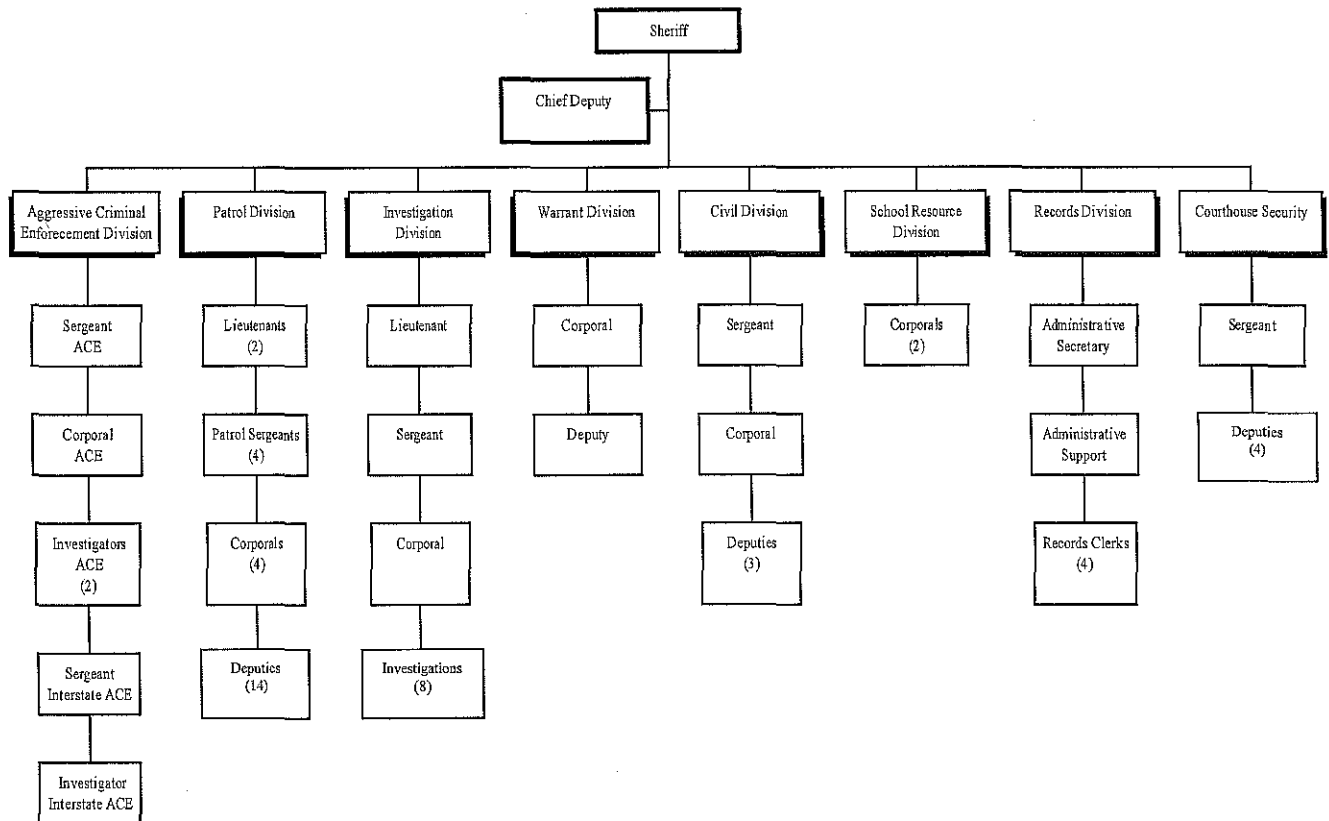 Sheriff
Chief Deputy
Aggressive Criminal
Enforecement Division
Patrol Division
Investigation
Division
Warrant Division
Civil Division
School Resource
Division
Records Division
Courthouse Security
Sergeant
ACE
Lieutenants
(2)
Lieutenant
Corporal
Sergeant
Corporals
(2)
Administrative
Secretary
Sergeant
Corporal
ACE
Patrol Sergeants
(4)
Sergeant
Deputy
Corporal
Administrative
Support
Deputies
(4)
Investigators
ACE
(2)
Corporals
(4)
Corporal
Deputies
(3)
Records Clerks
(4)
Sergeant
Interstate ACE
Deputies
(14)
Investigations
(8)
Investigator
Interstate ACE